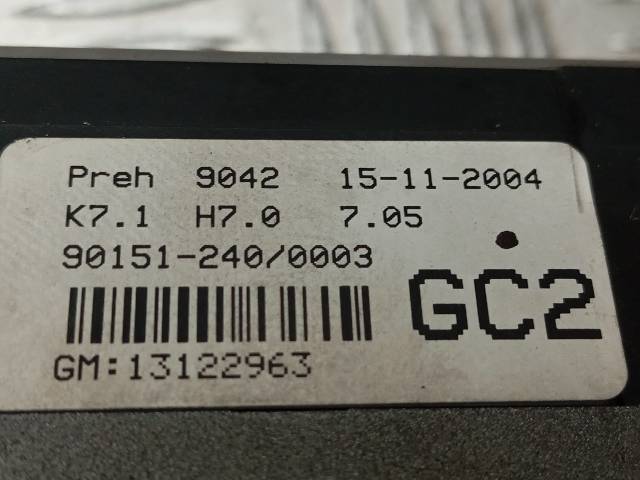 Preh 9042 15-11-2004
K7.1 H7.0 7.05
90151-240/0003
GC2
GM:13122963